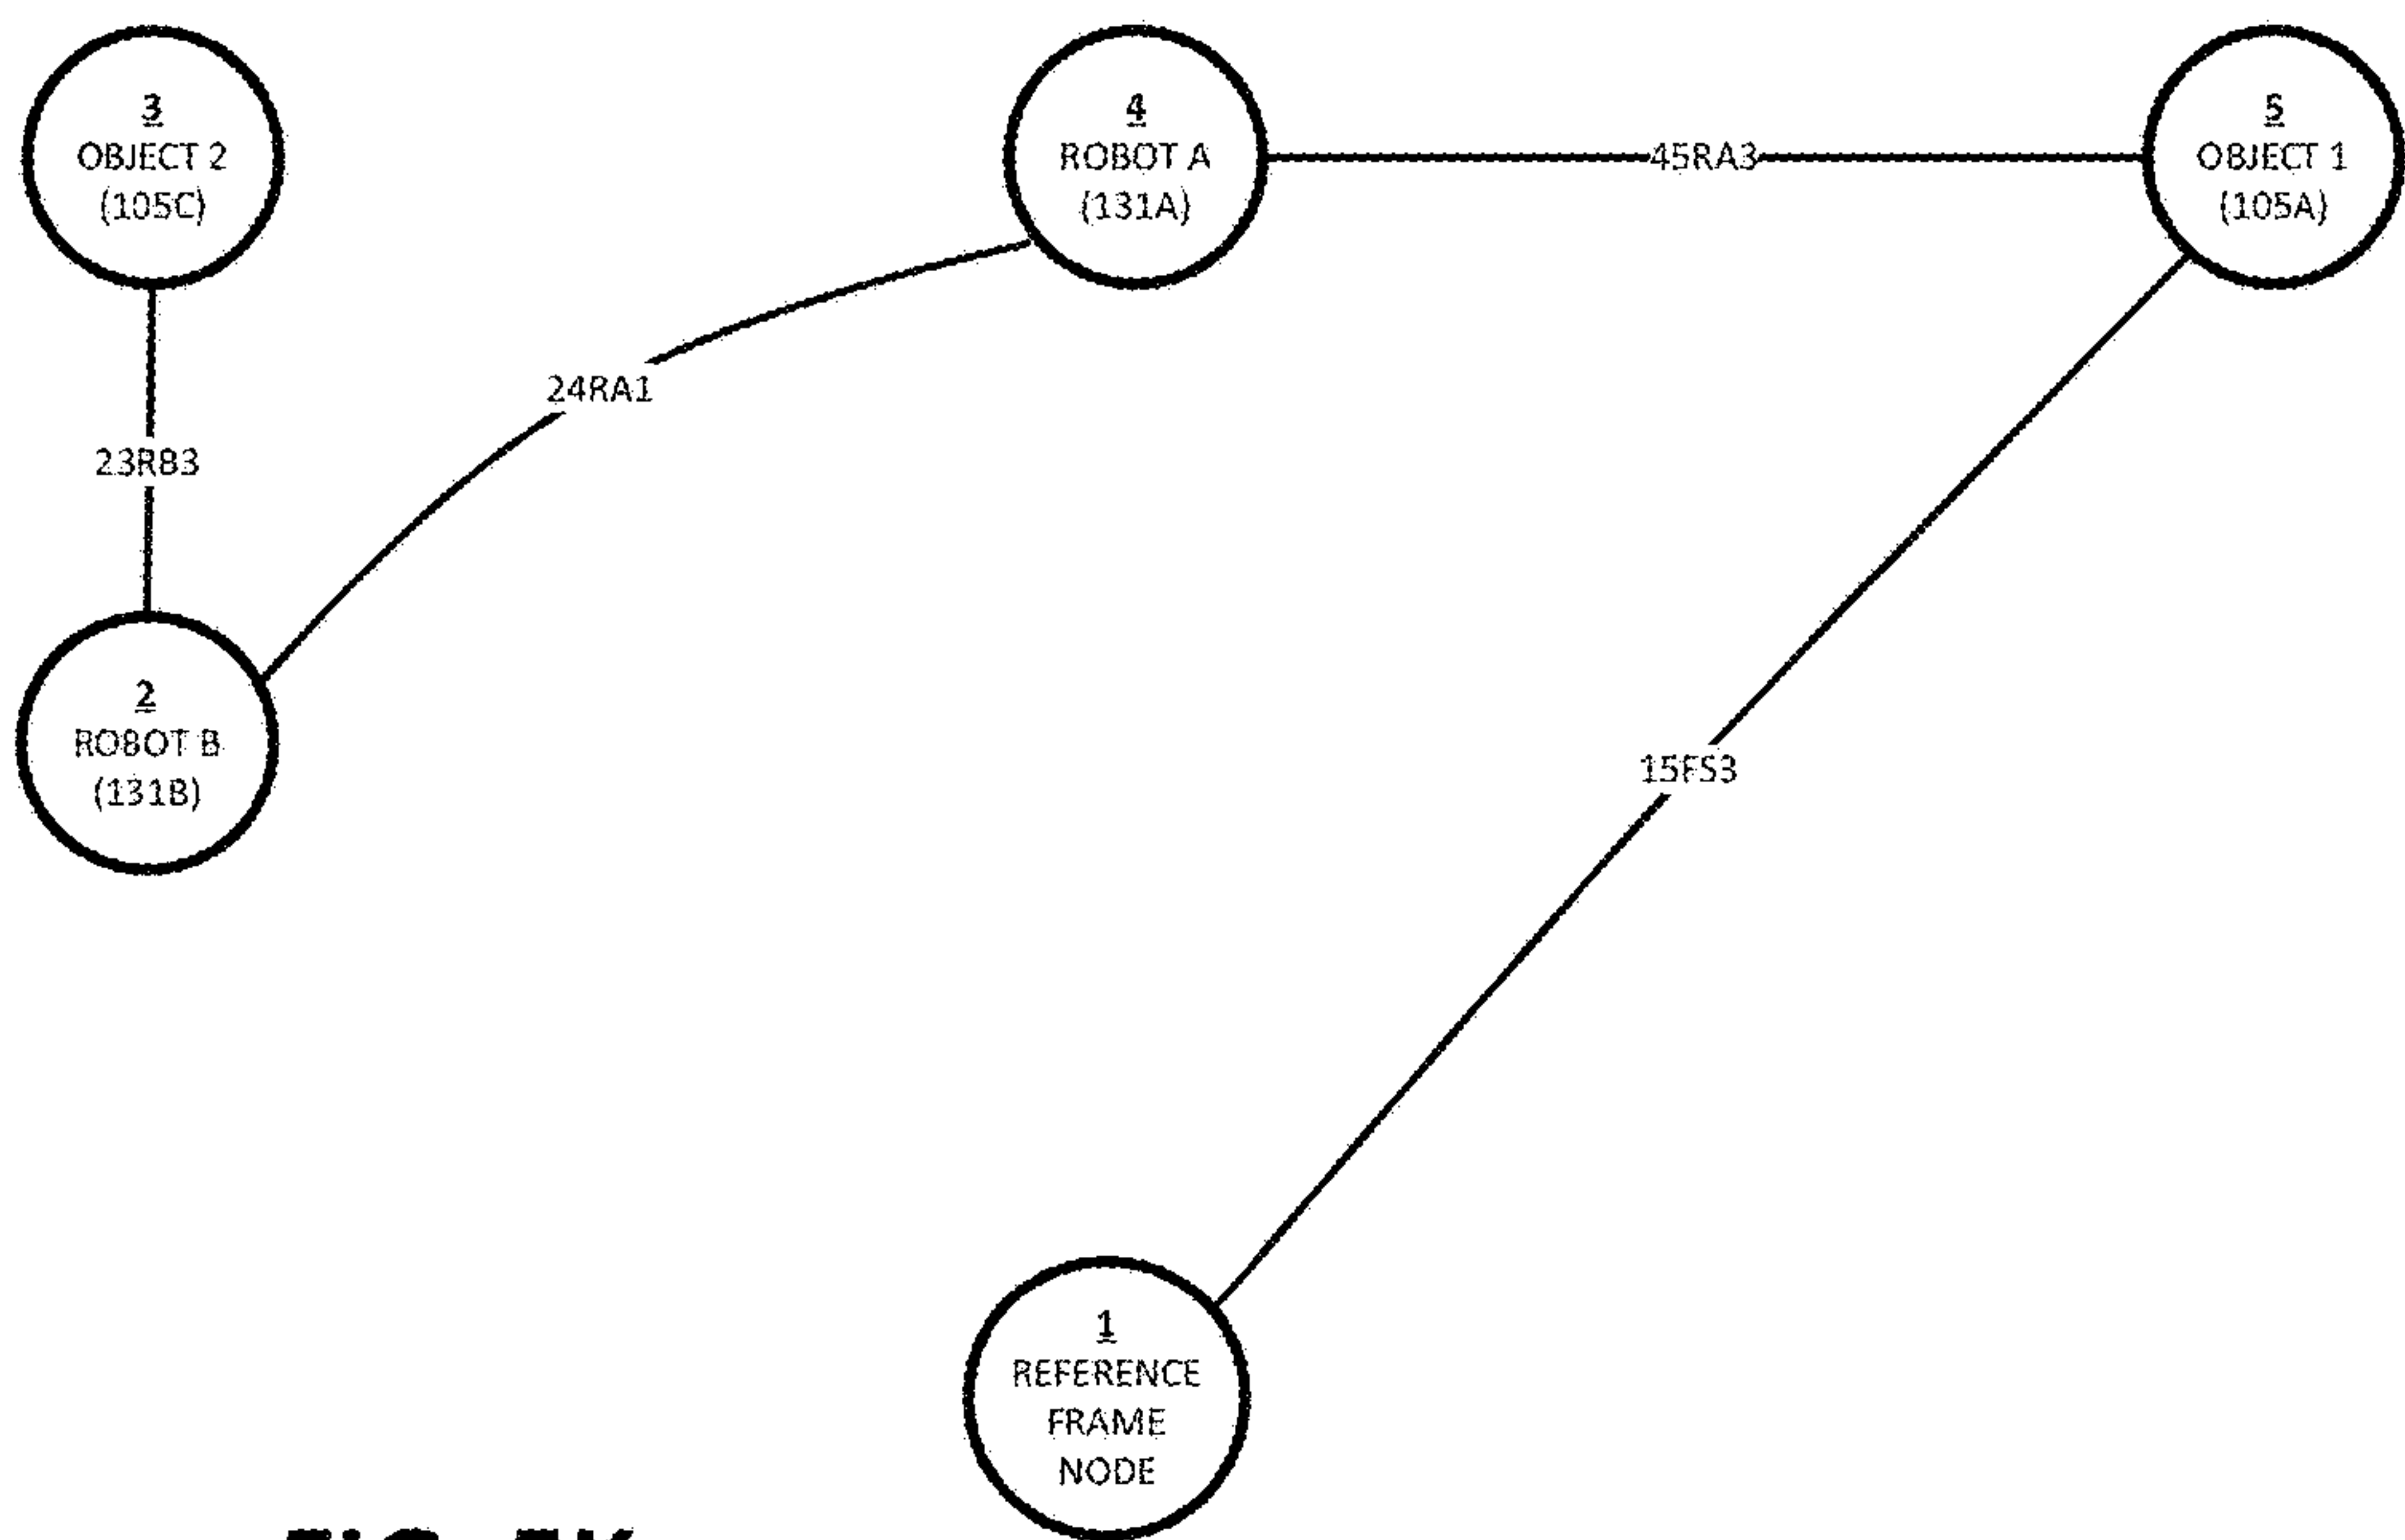 3
OBJECT 2
(105C)
4
ROBOT A
(131A)
45RA3
5
OBJECT 1
(105A)
24RA1
23RB3
2
ROBOT B
(131B)
15FS3
1
REFERENCE
FRAME
NODE